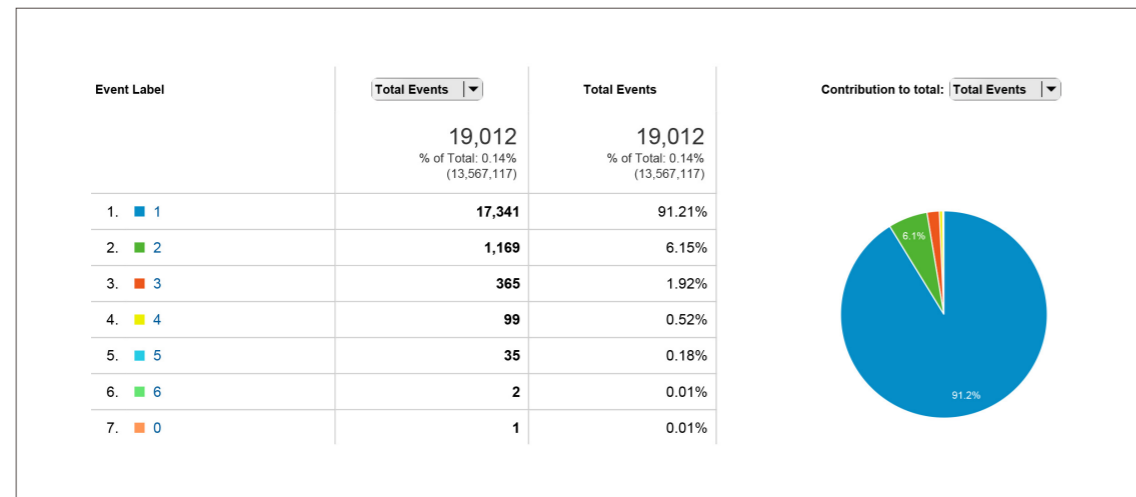 Event Label Total Events Total Events Contribution to total: Total Events
19,012 19,012
% of Total: 0.14% % of Total: 0.14%
(13,567,117) (13,567,117)
1. 1 17,341 91.21%
2. 2 1,169 6.15%
3. 3 365 1.92%
4. 4 99 0.52%
5. 5 35 0.18%
6. 6 2 0.01%
7. 0 1 0.01%
6.1%
91.2%